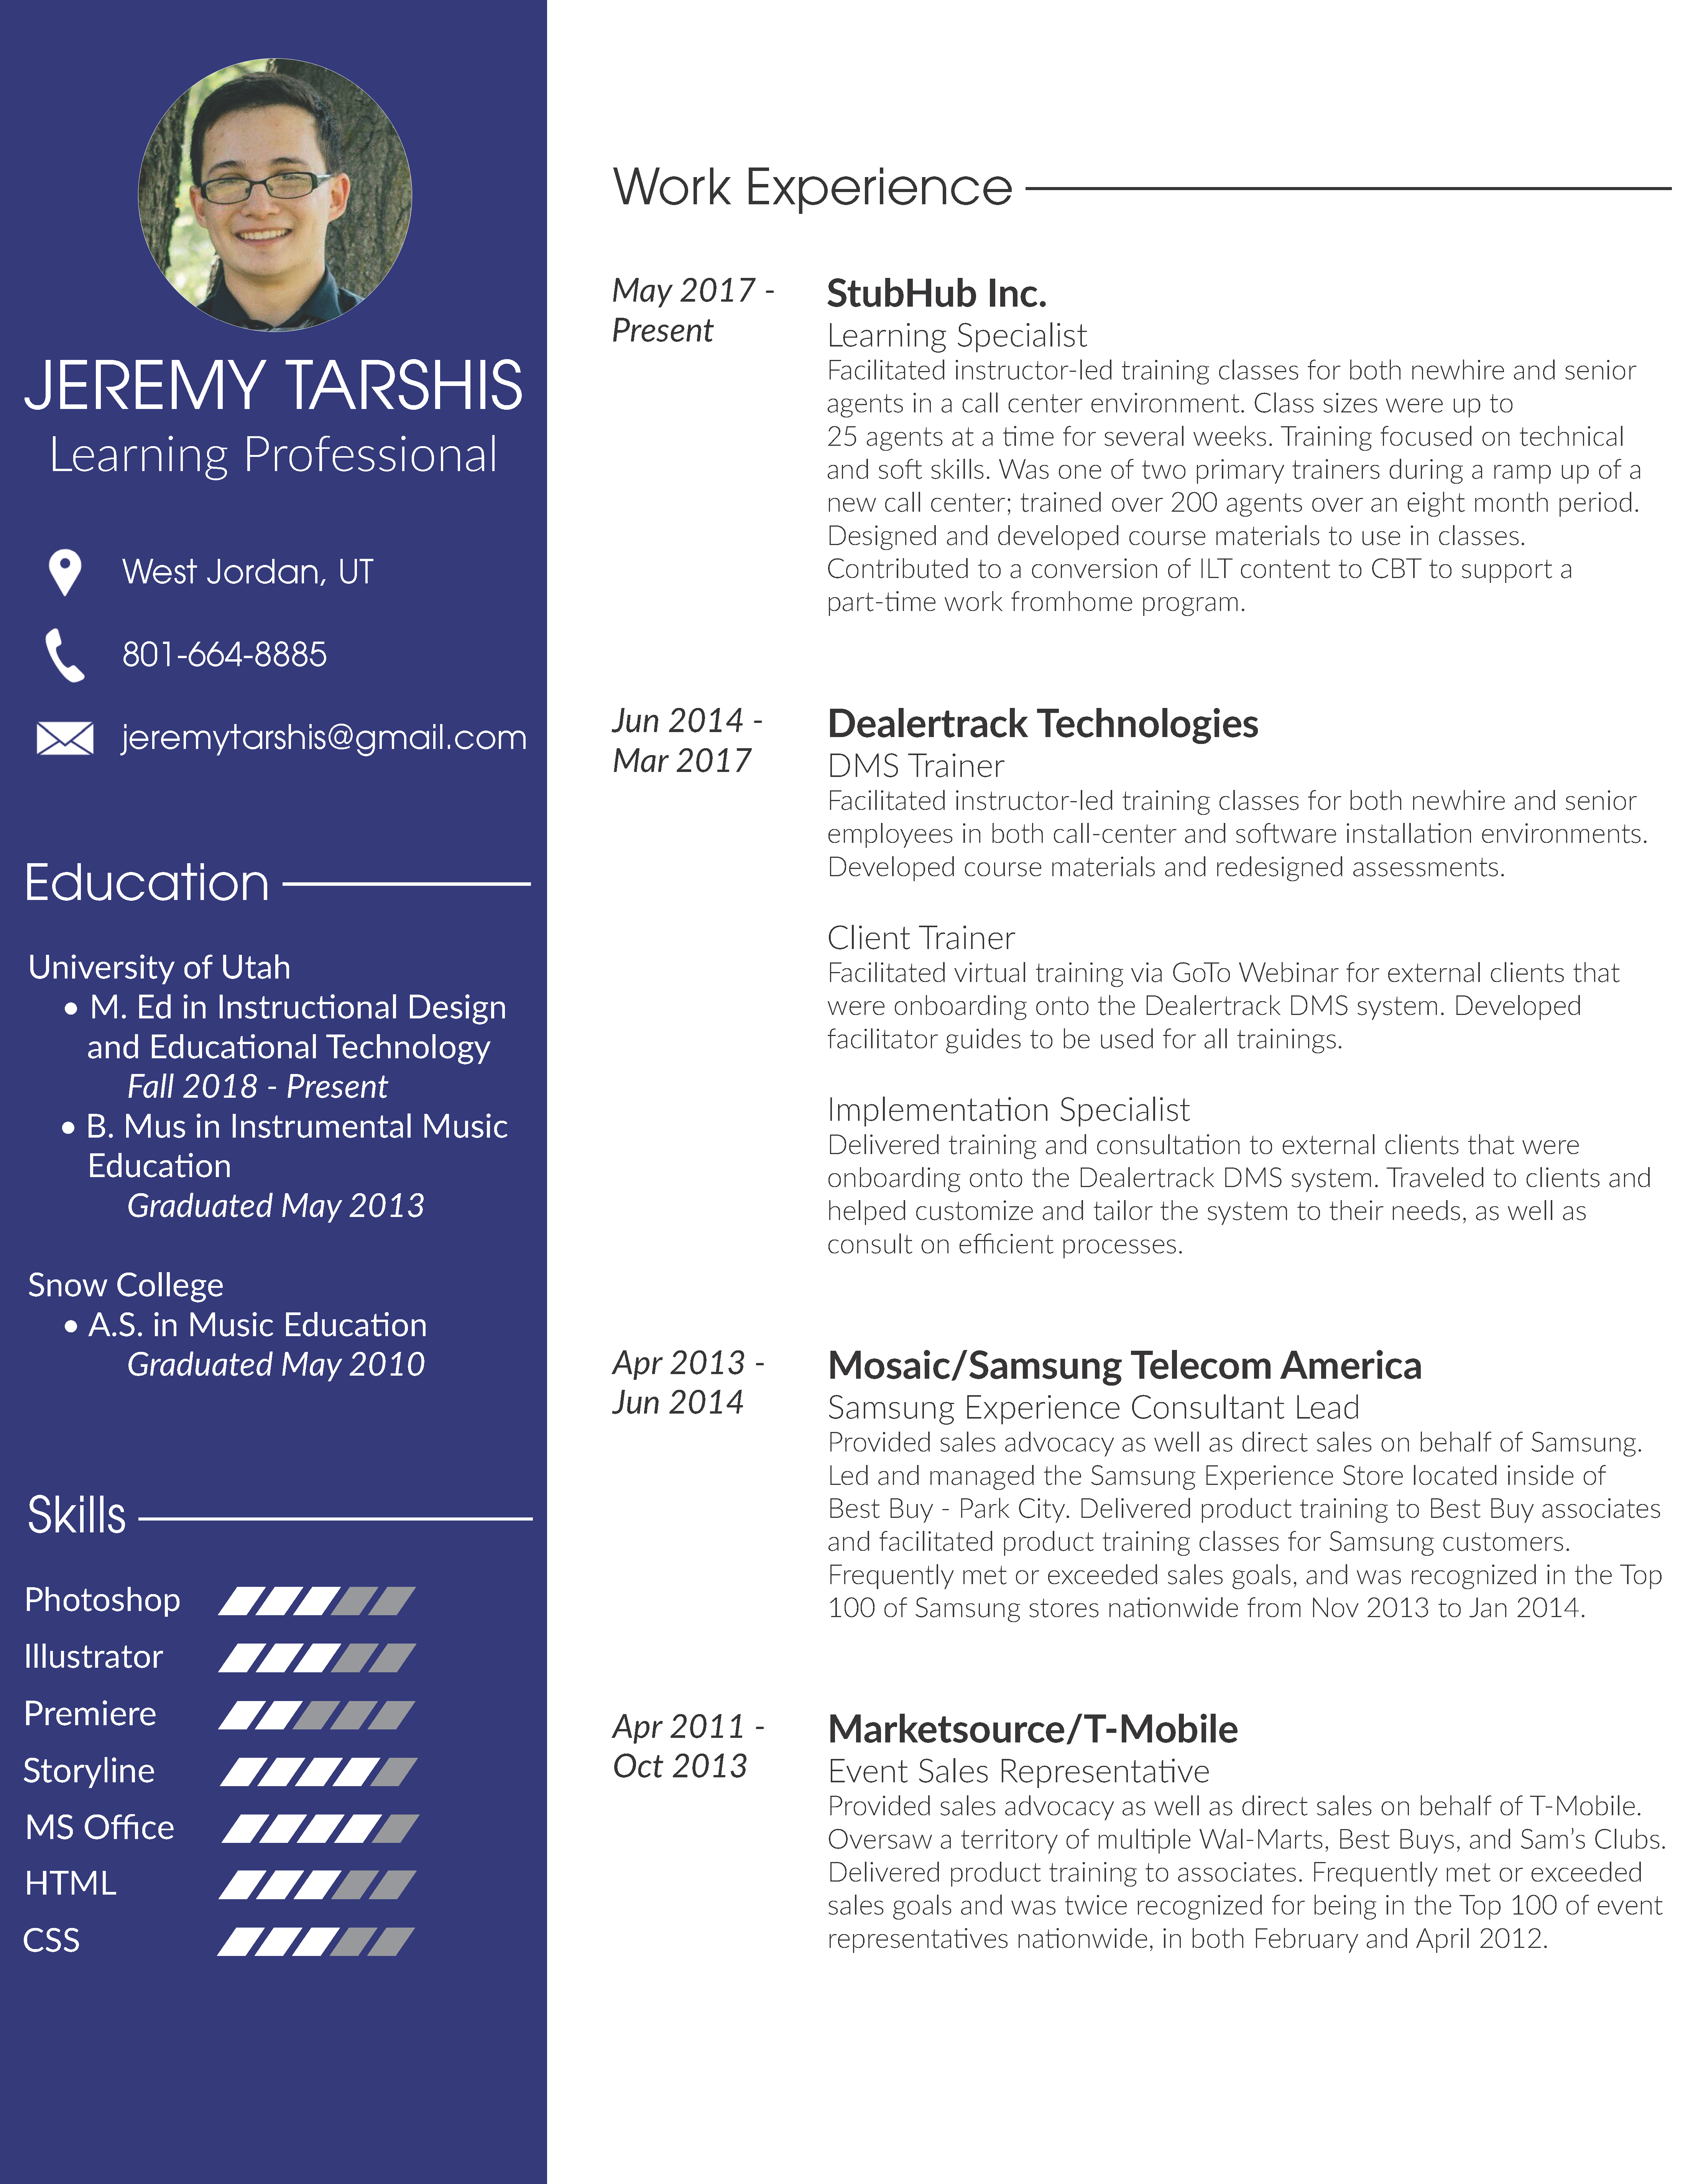 JEREMY TARSHIS
Learning Professional
West Jordan, UT
801-664-8885
jeremytarshis@gmail.com
Education
University of Utah
• M. Ed in Instructional Design
and Educational Technology
Fall 2018 - Present
• B. Mus in Instrumental Music
Education
Graduated May 2013
Snow College
• A.S. in Music Education
Graduated May 2010
Skills
Photoshop
Illustrator
Premiere
Storyline
MS Office
HTML
CSS
Work Experience
May 2017 -
Present
StubHub Inc.
Learning Specialist
Facilitated instructor-led training classes for both newhire and senior
agents in a call center environment. Class sizes were up to
25 agents at a time for several weeks. Training focused on technical
and soft skills. Was one of two primary trainers during a ramp up of a
new call center; trained over 200 agents over an eight month period.
Designed and developed course materials to use in classes.
Contributed to a conversion of ILT content to CBT to support a
part-time work fromhome program.
Jun 2014 -
Mar 2017
Dealertrack Technologies
DMS Trainer
Facilitated instructor-led training classes for both newhire and senior
employees in both call-center and software installation environments.
Developed course materials and redesigned assessments.
Client Trainer
Facilitated virtual training via GoTo Webinar for external clients that
were onboarding onto the Dealertrack DMS system. Developed
facilitator guides to be used for all trainings.
Implementation Specialist
Delivered training and consultation to external clients that were
onboarding onto the Dealertrack DMS system. Traveled to clients and
helped customize and tailor the system to their needs, as well as
consult on efficient processes.
Apr 2013 -
Jun 2014
Mosaic/Samsung Telecom America
Samsung Experience Consultant Lead
Provided sales advocacy as well as direct sales on behalf of Samsung.
Led and managed the Samsung Experience Store located inside of
Best Buy - Park City. Delivered product training to Best Buy associates
and facilitated product training classes for Samsung customers.
Frequently met or exceeded sales goals, and was recognized in the Top
100 of Samsung stores nationwide from Nov 2013 to Jan 2014.
Apr 2011 -
Oct 2013
Marketsource/T-Mobile
Event Sales Representative
Provided sales advocacy as well as direct sales on behalf of T-Mobile.
Oversaw a territory of multiple Wal-Marts, Best Buys, and Sam's Clubs.
Delivered product training to associates. Frequently met or exceeded
sales goals and was twice recognized for being in the Top 100 of event
representatives nationwide, in both February and April 2012.